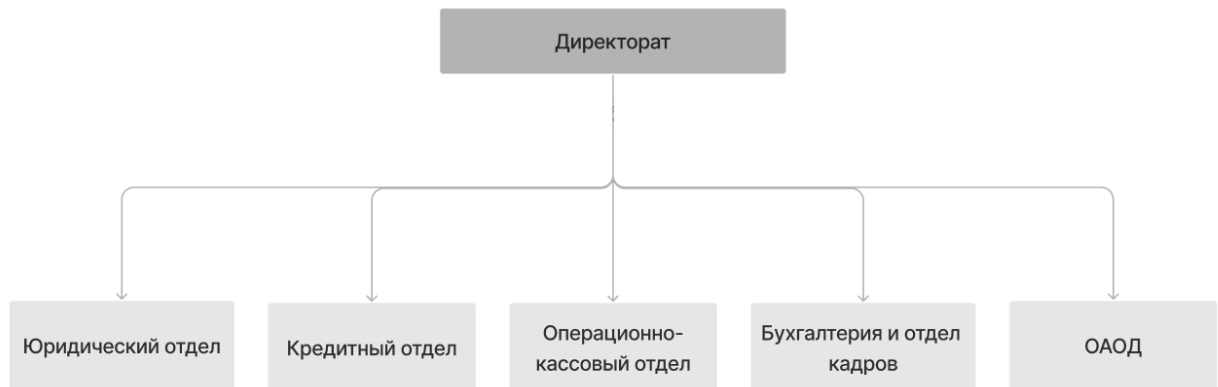 Директорат
Юридический отдел
Кредитный отдел
Операционно-
кассовый отдел
Бухгалтерия и отдел
кадров
ОАОД